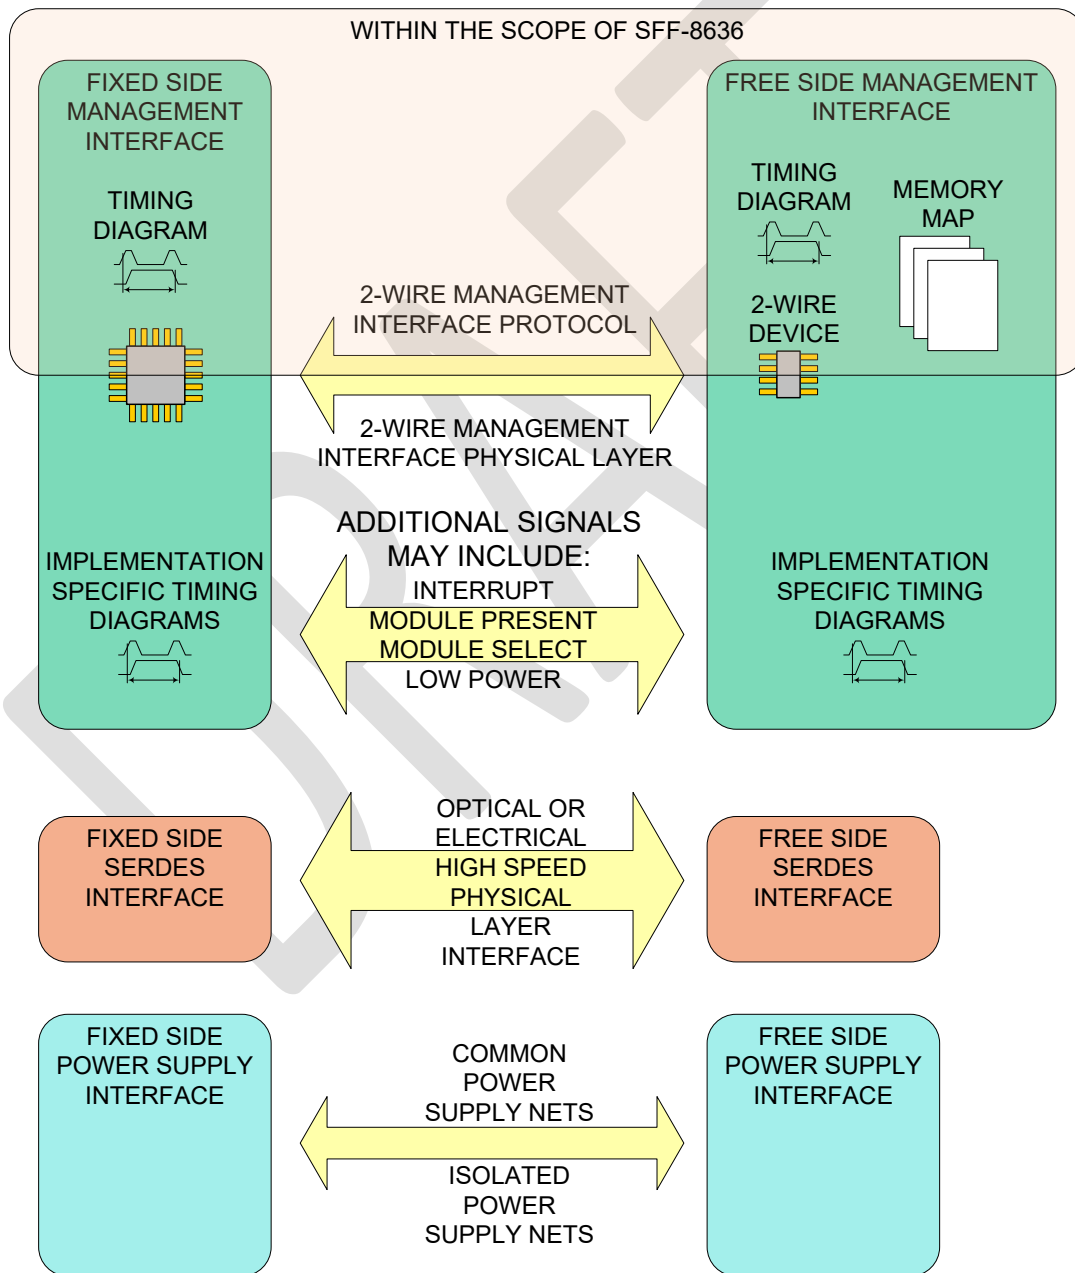 WITHIN THE SCOPE OF SFF-8636
FIXED SIDE
MANAGEMENT
INTERFACE
TIMING
DIAGRAM
FREE SIDE MANAGEMENT
INTERFACE
TIMING
DIAGRAM
MEMORY
MAP
2-WIRE
DEVICE
2-WIRE MANAGEMENT
INTERFACE PROTOCOL
2-WIRE MANAGEMENT
INTERFACE PHYSICAL LAYER
ADDITIONAL SIGNALS
MAY INCLUDE:
INTERRUPT
MODULE PRESENT
MODULE SELECT
LOW POWER
IMPLEMENTATION
SPECIFIC TIMING
DIAGRAMS
IMPLEMENTATION
SPECIFIC TIMING
DIAGRAMS
FIXED SIDE
SERDES
INTERFACE
OPTICAL OR
ELECTRICAL
HIGH SPEED
PHYSICAL
LAYER
INTERFACE
FREE SIDE
SERDES
INTERFACE
FIXED SIDE
POWER SUPPLY
INTERFACE
COMMON
POWER
SUPPLY NETS
ISOLATED
POWER
SUPPLY NETS
FREE SIDE
POWER SUPPLY
INTERFACE
DRAFT